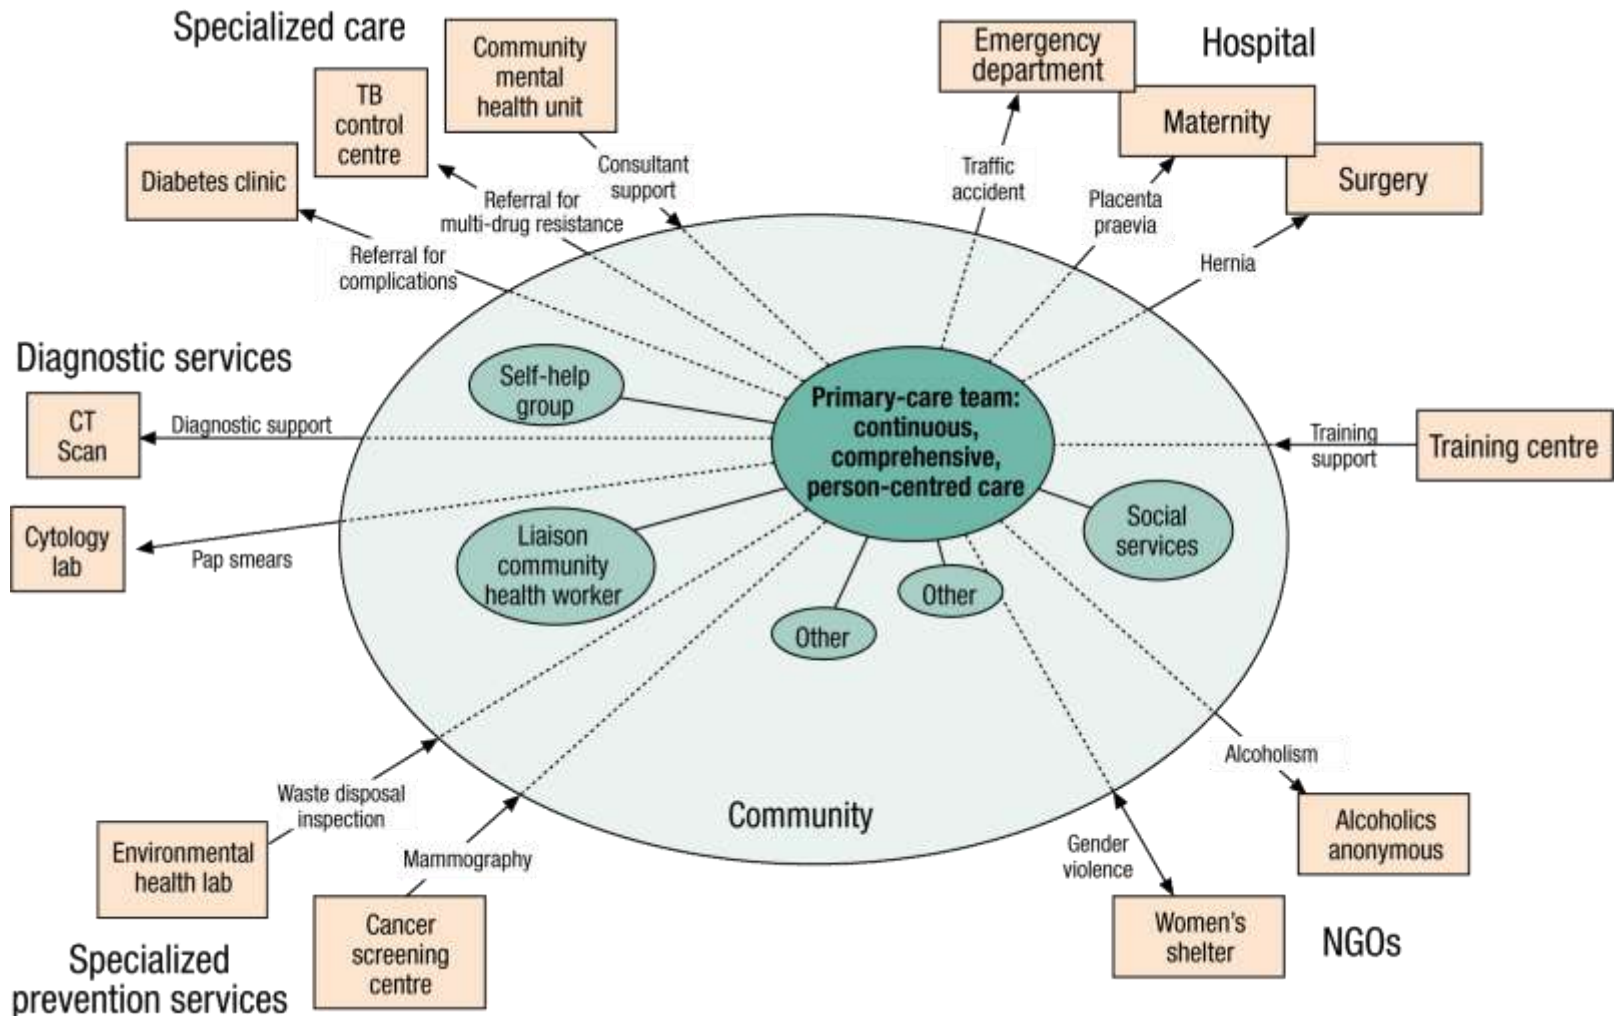 Specialized care
Community
mental
health unit
TB
control
centre
Diabetes clinic
Consultant
support
Referral for
multi-drug resistance
Referral for
complications
Hospital
Emergency
department
Maternity
Surgery
Traffic
accident
Placenta
praevia
Hernia
Diagnostic services
CT
Scan
Diagnostic support
Cytology
lab
Pap smears
Self-help
group
Primary-care team:
continuous,
comprehensive,
person-centred care
Training
support
Training centre
Liaison
community
health worker
Social
services
Other
Other
Community
Waste disposal
inspection
Environmental
health lab
Mammography
Cancer
screening
centre
Specialized
prevention services
Alcoholism
Alcoholics
anonymous
Gender
violence
Women's
shelter
NGOs